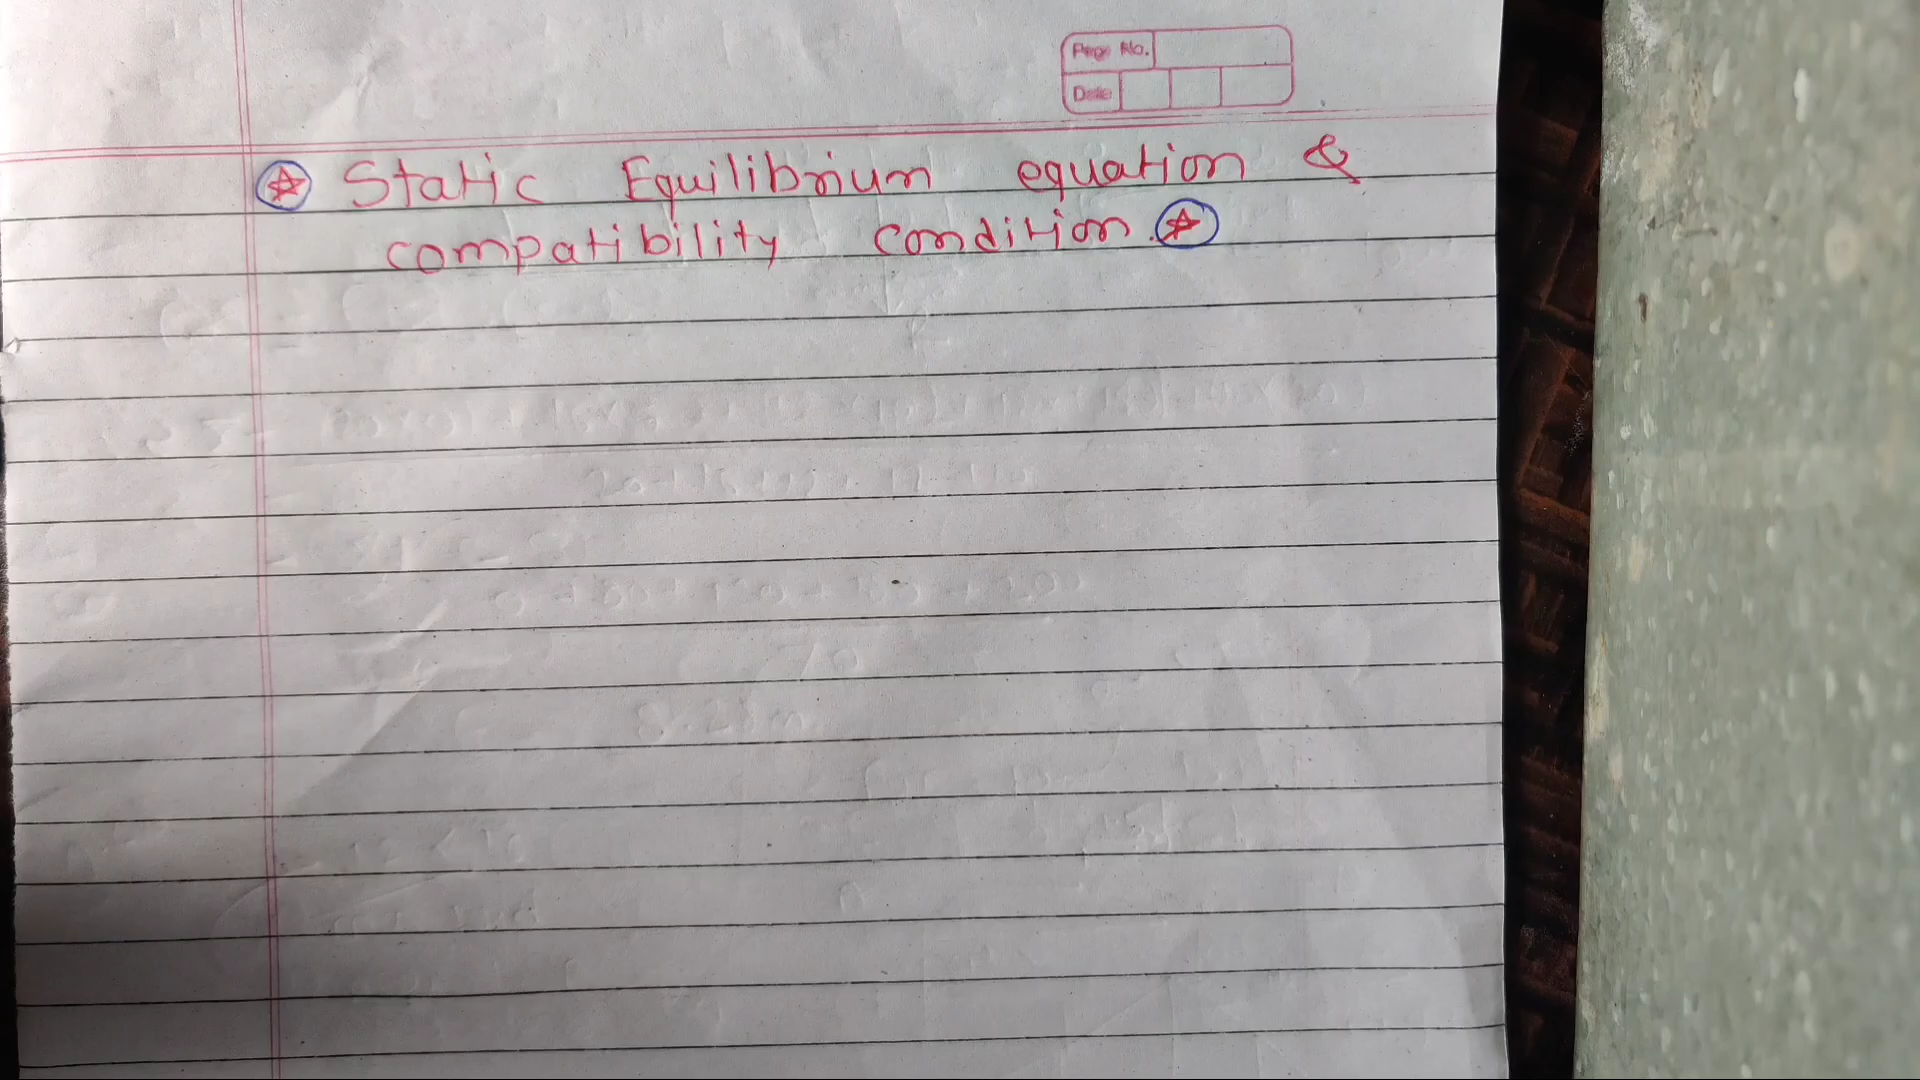 Page No.
Date
Static Equilibrium equation &
compatibility condition.